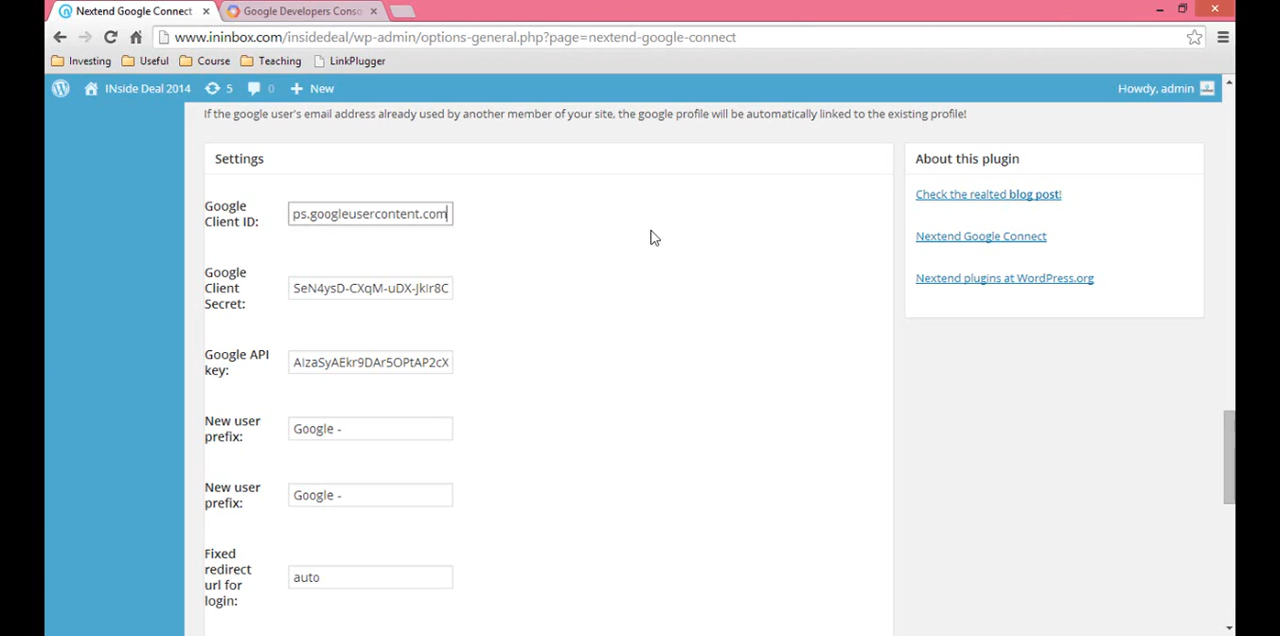 Nextend Google Connect
Google Developers Conso
www.ininbox.com/insidedeal/wp-admin/options-general.php?page=nextend-google-connect
Investing Useful Course Teaching LinkPlugger
INside Deal 2014 5 0 New Howdy, admin
If the google user's email address already used by another member of your site, the google profile will be automatically linked to the existing profile!
Settings
Google
Client ID:
ps.googleusercontent.com
Google
Client
Secret:
SeN4ysD-CXqM-uDX-JkIr8C
Google API
key:
AIzaSyAEkr9DAr5OPtAP2cX
New user
prefix:
Google -
New user
prefix:
Google -
Fixed
redirect
url for
login:
auto
About this plugin
Check the realted blog post!
Nextend Google Connect
Nextend plugins at WordPress.org